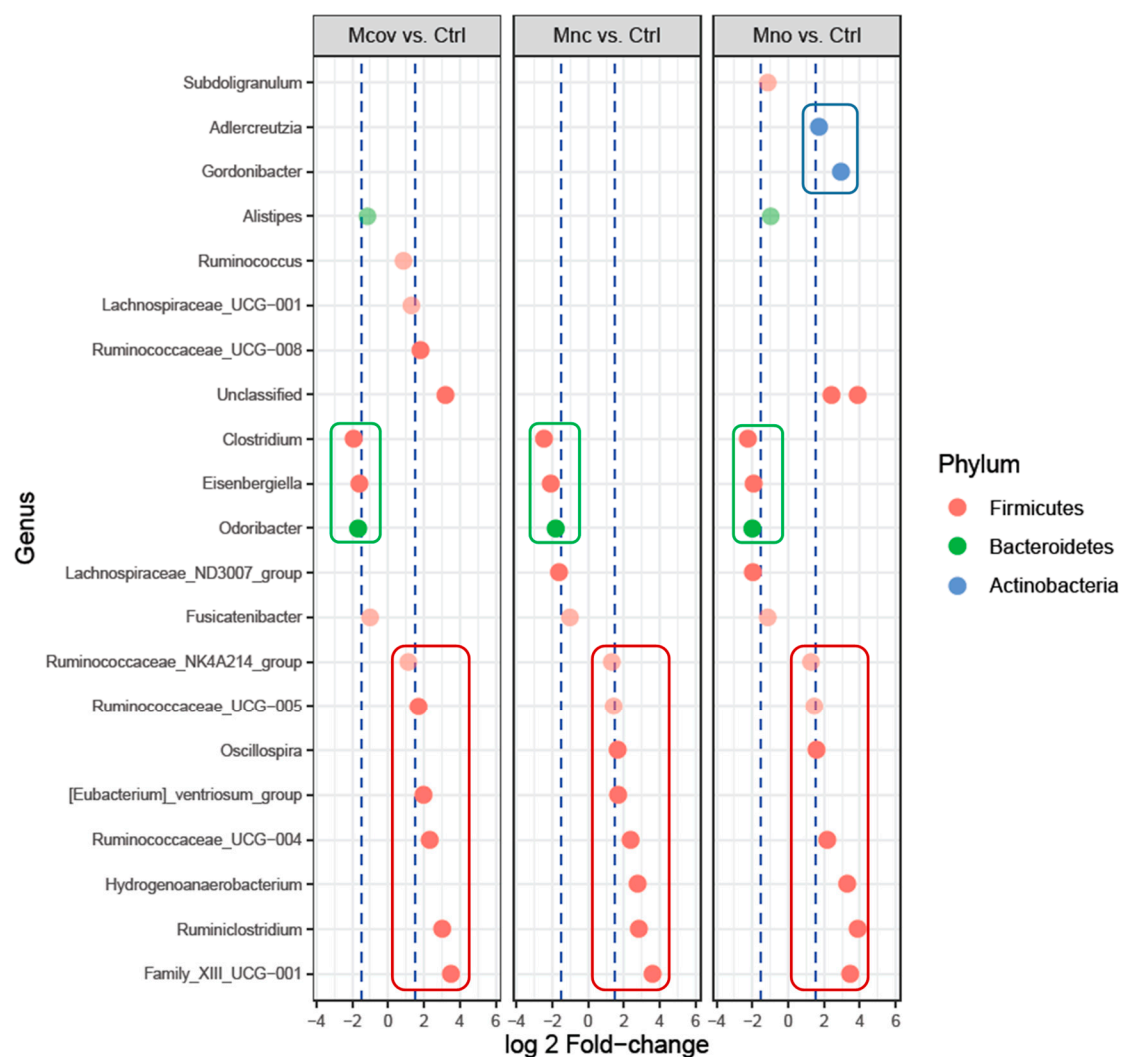 Mcov vs. Ctrl
Mnc vs. Ctrl
Mno vs. Ctrl
Genus
Subdoligranulum
Adlercreutzia
Gordonibacter
Alistipes
Ruminococcus
Lachnospiraceae_UCG−001
Ruminococcaceae_UCG−008
Unclassified
Clostridium
Eisenbergiella
Odoribacter
Lachnospiraceae_ND3007_group
Fusicatenibacter
Ruminococcaceae_NK4A214_group
Ruminococcaceae_UCG−005
Oscillospira
[Eubacterium]_ventriosum_group
Ruminococcaceae_UCG−004
Hydrogenoanaerobacterium
Ruminiclostridium
Family_XIII_UCG−001
−4 −2 0 2 4 6
−4 −2 0 2 4 6
−4 −2 0 2 4 6
log 2 Fold−change
Phylum
Firmicutes
Bacteroidetes
Actinobacteria